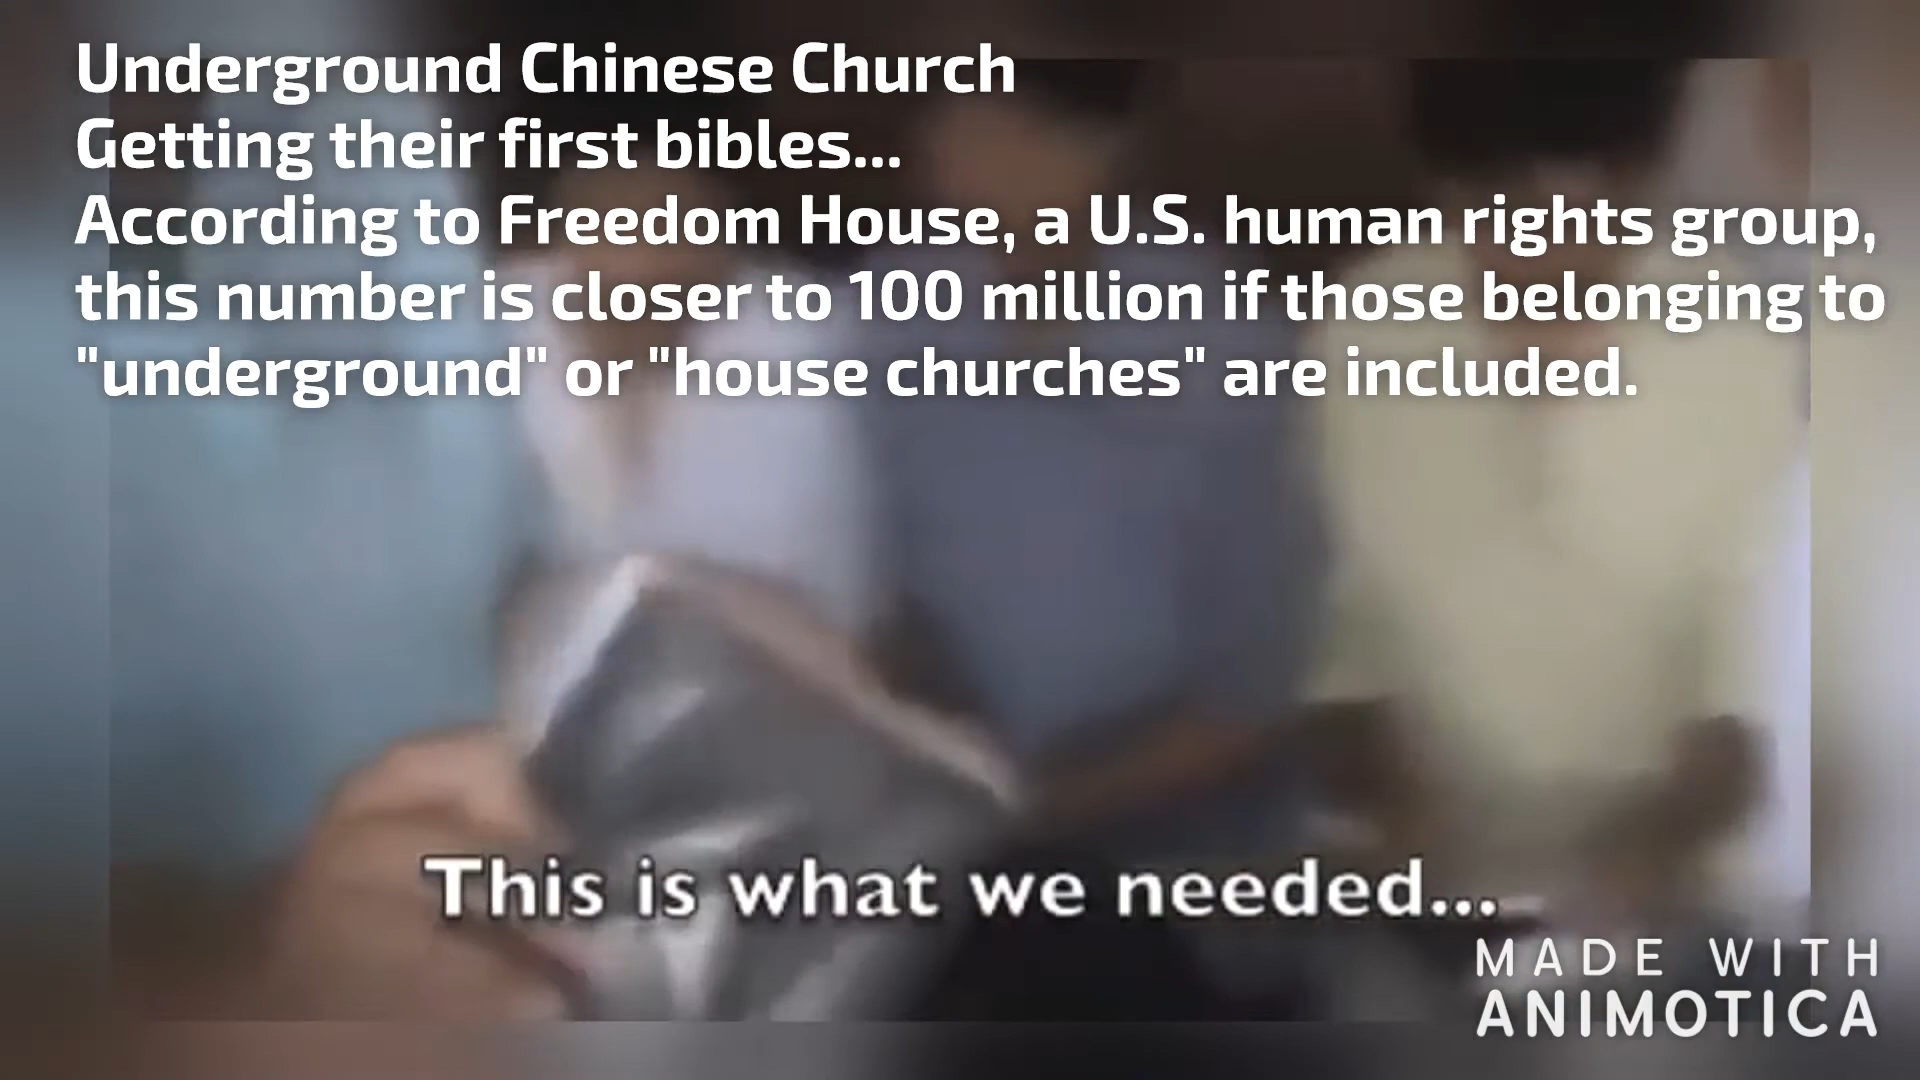 Underground Chinese Church
Getting their first bibles...
According to Freedom House, a U.S. human rights group,
this number is closer to 100 million if those belonging to
"underground" or "house churches" are included.
This is what we needed...
MADE WITH
ANIMOTICA